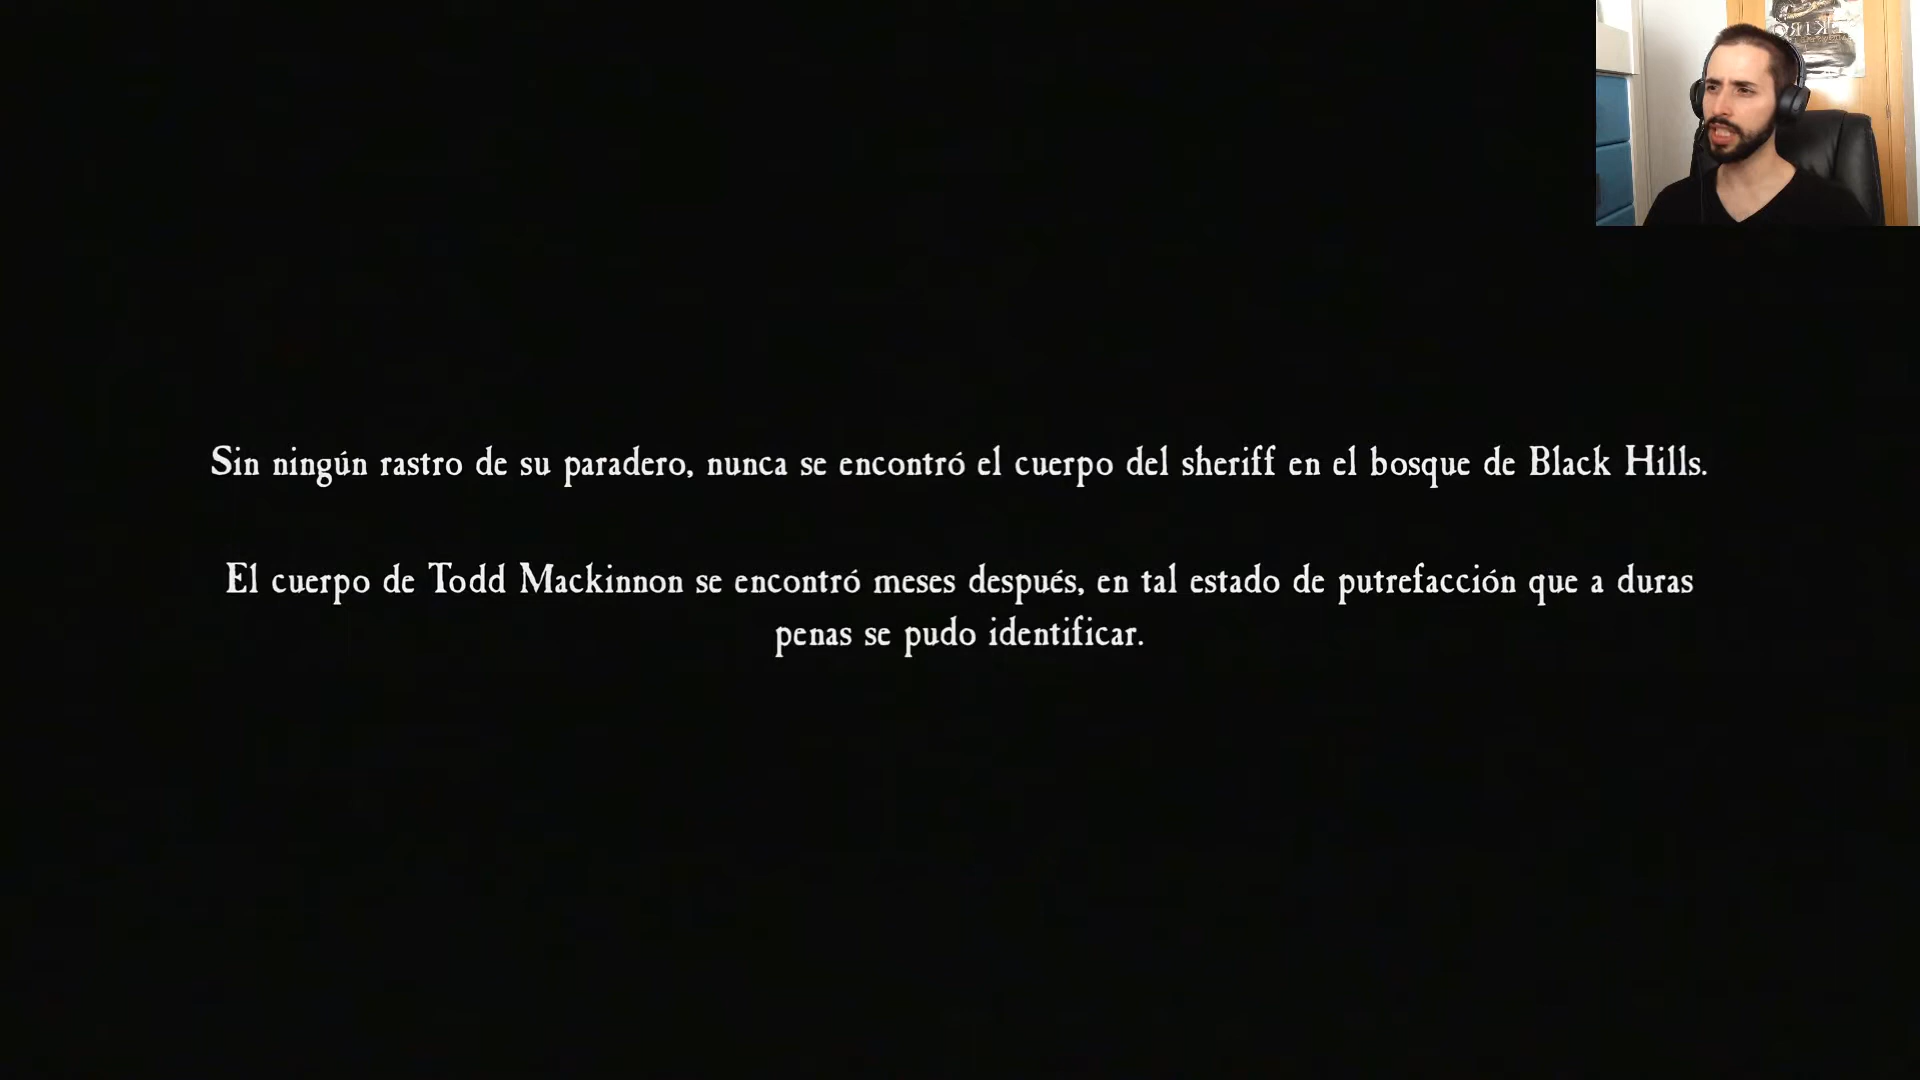 Sin ningún rastro de su paradero, nunca se encontró el cuerpo del sheriff en el bosque de Black Hills.
El cuerpo de Todd Mackinnon se encontró meses después, en tal estado de putrefacción que a duras
penas se pudo identificar.